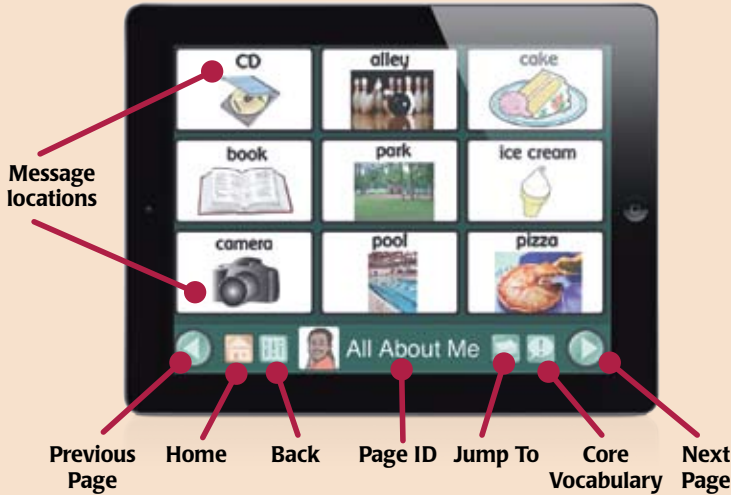 CD alley cake
book park ice cream
Message
locations
camera pool pizza
All About Me
Previous
Page
Home
Back
Page ID
Jump To
Core
Vocabulary
Next
Page